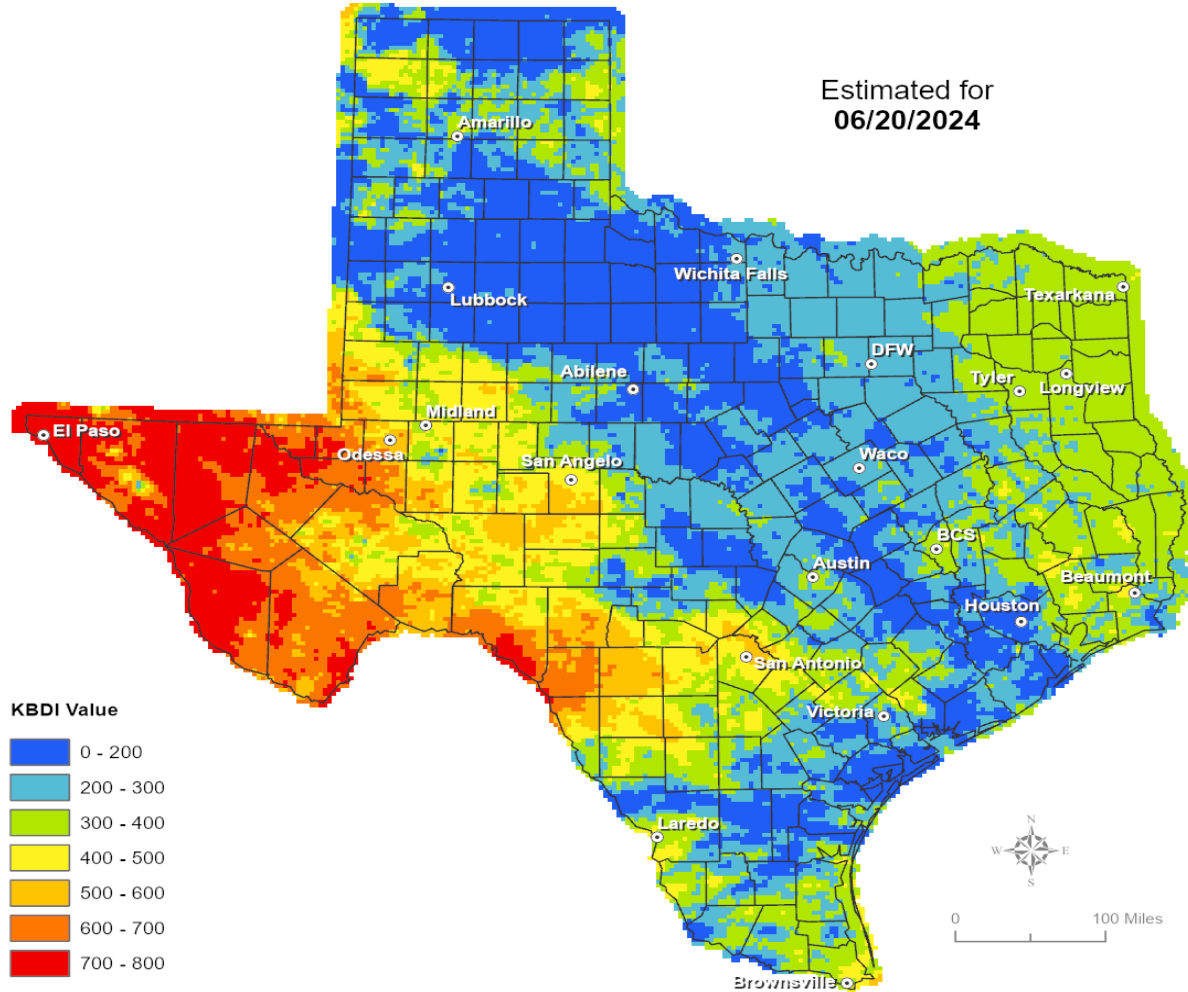 Estimated for
06/20/2024
Amarillo
Wichita Falls
Lubbock
Texarkana
DFW
Abilene
Tyler
Longview
Midland
El Paso
Odessa
San Angelo
Waco
BCS
Austin
Beaumont
Houston
San Antonio
Victoria
KBDI Value
0 - 200
200 - 300
300 - 400
400 - 500
500 - 600
600 - 700
700 - 800
Laredo
N
W E
S
0 100 Miles
Brownsville